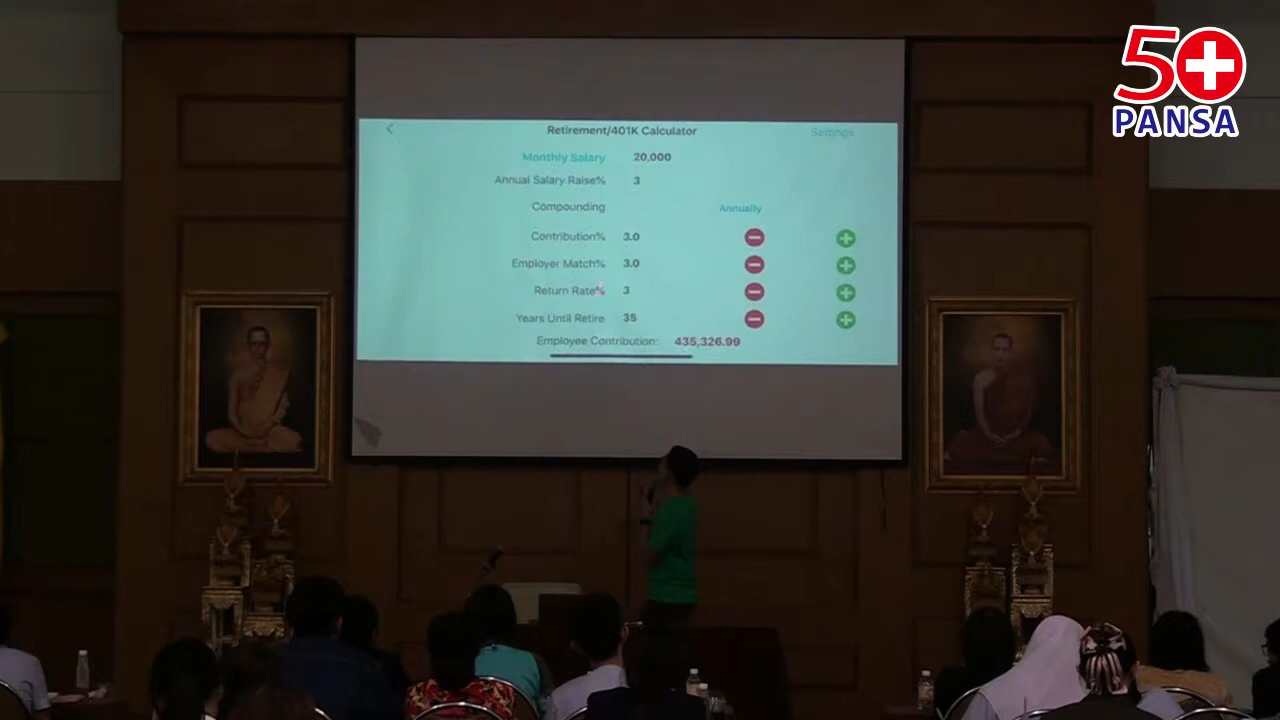 50
PANSA
Retirement/401K Calculator
Settings
Monthly Salary 20,000
Annual Salary Raise% 3
Compounding Annually
Contribution% 3.0
Employer Match% 3.0
Return Rate% 3
Years Until Retire 35
Employee Contribution: 435,326.99